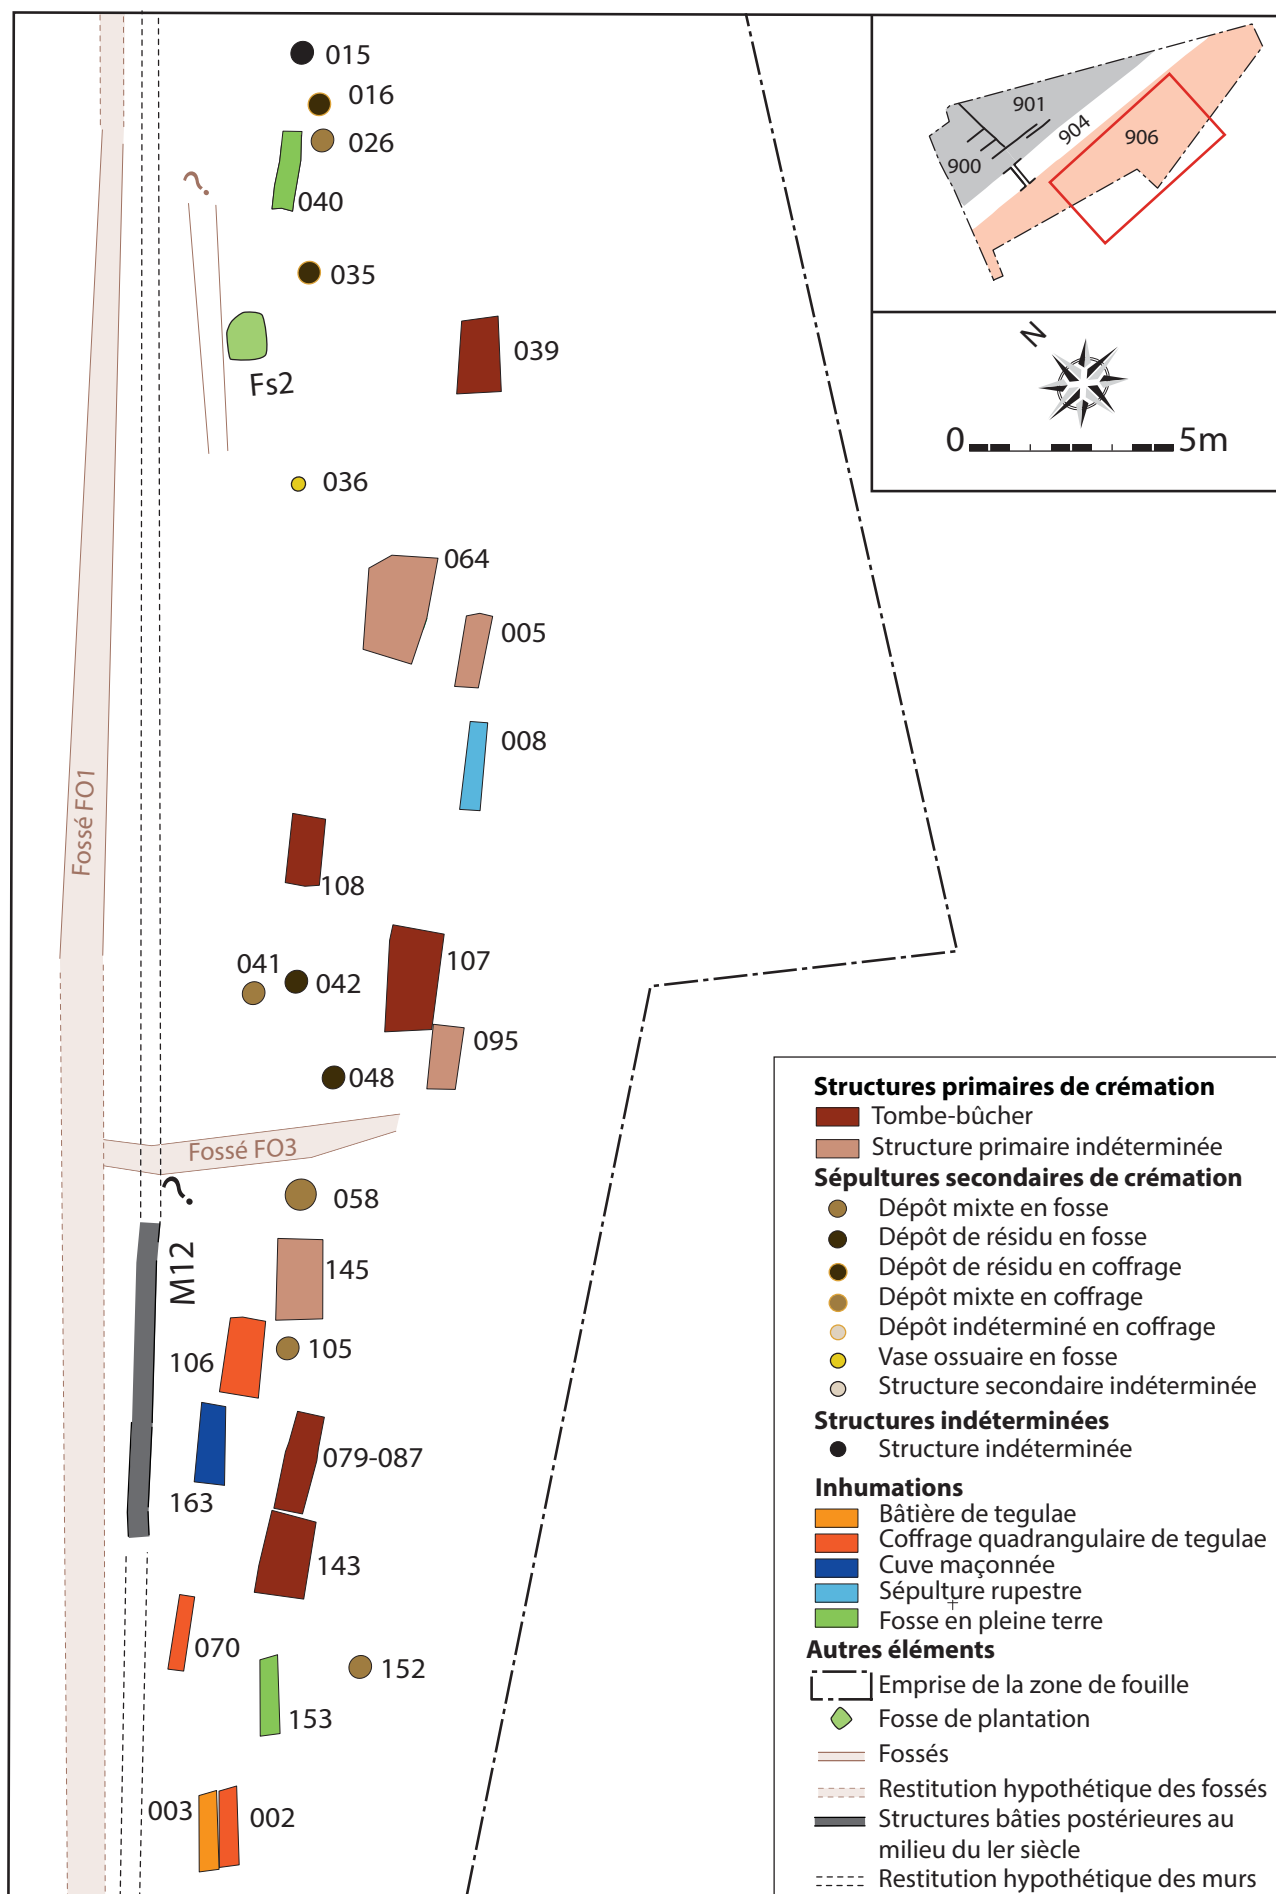 015
016
026
040
?
035
039
Fs2
036
064
005
008
Fossé FO1
108
107
041
042
095
048
Fossé FO3
?
058
M12
145
106
105
079-087
163
143
070
152
153
003
002
901
904
906
900
N
0
5m
Structures primaires de crémation
Tombe-bûcher
Structure primaire indéterminée
Sépultures secondaires de crémation
Dépôt mixte en fosse
Dépôt de résidu en fosse
Dépôt de résidu en coffrage
Dépôt mixte en coffrage
Dépôt indéterminé en coffrage
Vase ossuaire en fosse
Structure secondaire indéterminée
Structures indéterminées
Structure indéterminée
Inhumations
Bâtière de tegulae
Coffrage quadrangulaire de tegulae
Cuve maçonnée
Sépulture rupestre
Fosse en pleine terre
Autres éléments
Emprise de la zone de fouille
Fosse de plantation
Fossés
Restitution hypothétique des fossés
Structures bâties postérieures au
milieu du Ier siècle
Restitution hypothétique des murs